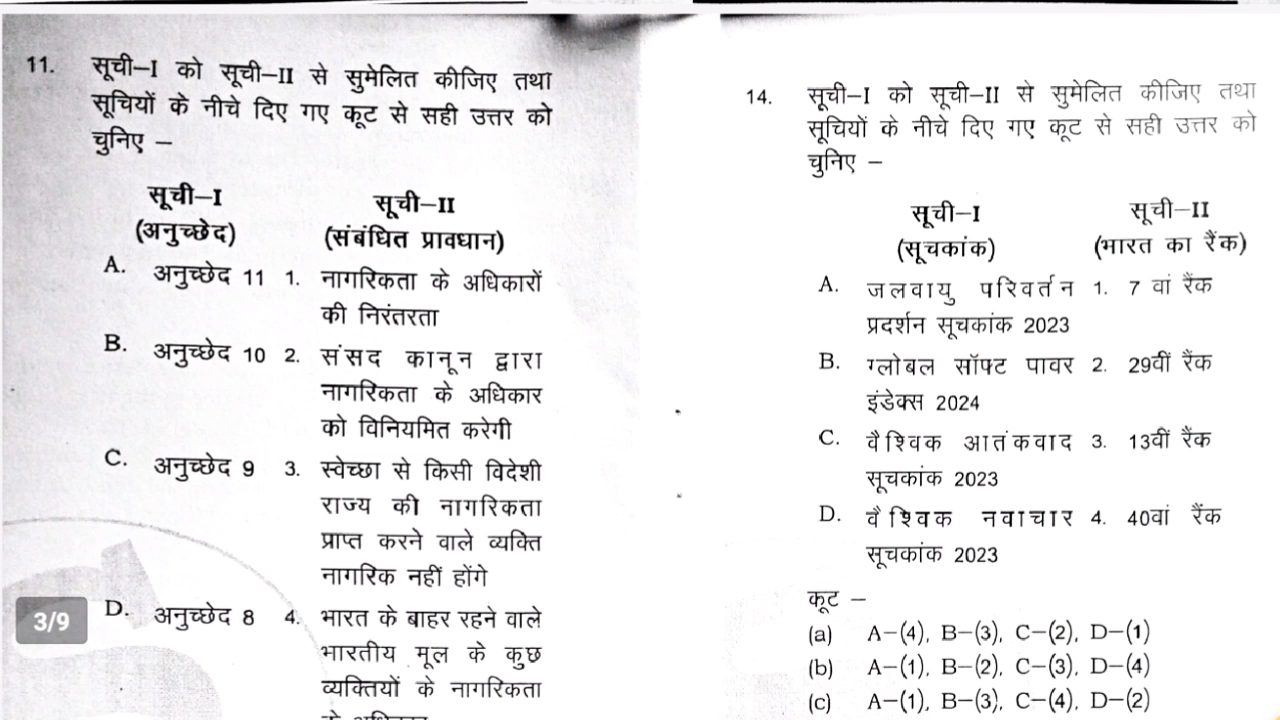 11. सूची–I को सूची–II से सुमेलित कीजिए तथा
सूचियों के नीचे दिए गए कूट से सही उत्तर को
चुनिए –
सूची–I सूची–II
(अनुच्छेद) (संबंधित प्रावधान)
A. अनुच्छेद 11 1. नागरिकता के अधिकारों
की निरंतरता
B. अनुच्छेद 10 2. संसद कानून द्वारा
नागरिकता के अधिकार
को विनियमित करेगी
C. अनुच्छेद 9 3. स्वेच्छा से किसी विदेशी
राज्य की नागरिकता
प्राप्त करने वाले व्यक्ति
नागरिक नहीं होंगे
D. अनुच्छेद 8 4. भारत के बाहर रहने वाले
भारतीय मूल के कुछ
व्यक्तियों के नागरिकता
3/9
14. सूची–I को सूची–II से सुमेलित कीजिए तथा
सूचियों के नीचे दिए गए कूट से सही उत्तर को
चुनिए –
सूची–I सूची–II
(सूचकांक) (भारत का रैंक)
A. जलवायु परिवर्तन 1. 7 वां रैंक
प्रदर्शन सूचकांक 2023
B. ग्लोबल सॉफ्ट पावर 2. 29वीं रैंक
इंडेक्स 2024
C. वैश्विक आतंकवाद 3. 13वीं रैंक
सूचकांक 2023
D. वैश्विक नवाचार 4. 40वां रैंक
सूचकांक 2023
कूट –
(a) A–(4), B–(3), C–(2), D–(1)
(b) A–(1), B–(2), C–(3), D–(4)
(c) A–(1), B–(3), C–(4), D–(2)